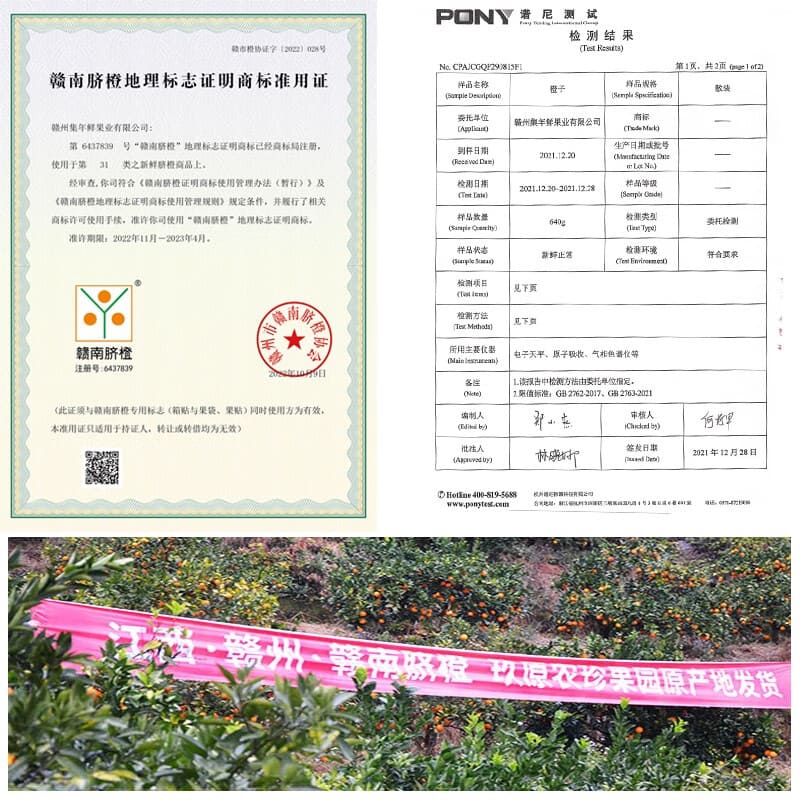 赣市橙协证字〔2022〕028号
赣南脐橙地理标志证明商标准用证
赣州集年鲜果业有限公司:
第 6437839 号“赣南脐橙”地理标志证明商标已经商标局注册,
使用于第 31 类之新鲜脐橙商品上。
经审查,你司符合《赣南脐橙证明商标使用管理办法（暂行）》及
《赣南脐橙地理标志证明商标使用管理规则》规定条件，并履行了相关
商标许可使用手续，准许你司使用“赣南脐橙”地理标志证明商标。
准许期限：2022年11月—2023年4月。
®
赣南脐橙
注册号:6437839
赣州市赣南脐橙协会
2022年10月9日
(此证须与赣南脐橙专用标志（箱贴与果袋、果贴）同时使用方为有效，
本准用证只适用于持证人，转让或转借均为无效)
PONY 谱尼测试
Pony Testing International Group
检测结果
(Test Results)
No. CPAJCGQF29J815F1 第1页，共2页 (page 1 of 2)
样品名称 橙子 样品规格 散装
(Sample Description) (Sample Specification)
委托单位 赣州集年鲜果业有限公司 商标 —
(Applicant) (Trade Mark)
到样日期 2021.12.20 生产日期或批号 —
(Received Date) (Manufacturing Date
or Lot No.)
检测日期 2021.12.20-2021.12.28 样品等级 —
(Test Date) (Sample Grade)
样品数量 640g 检测类别 委托检测
(Sample Quantity) (Test Type)
样品状态 新鲜正常 检测环境 符合要求
(Sample Status) (Test Environment)
检测项目 见下页
(Test Items)
检测方法 见下页
(Test Methods)
所用主要仪器 电子天平、原子吸收、气相色谱仪等
(Main Instruments)
备注 1.该报告中检测方法由委托单位指定。
(Note) 2.限值标准：GB 2762-2017、GB 2763-2021
编制人 审核人
(Edited by) (Checked by)
批准人 签发日期 2021 年 12 月 28 日
(Approved by) (Issued Date)
Hotline 400-819-5688
www.ponytest.com
江西·赣州·赣南脐橙 玖原农珍果园原产地发货